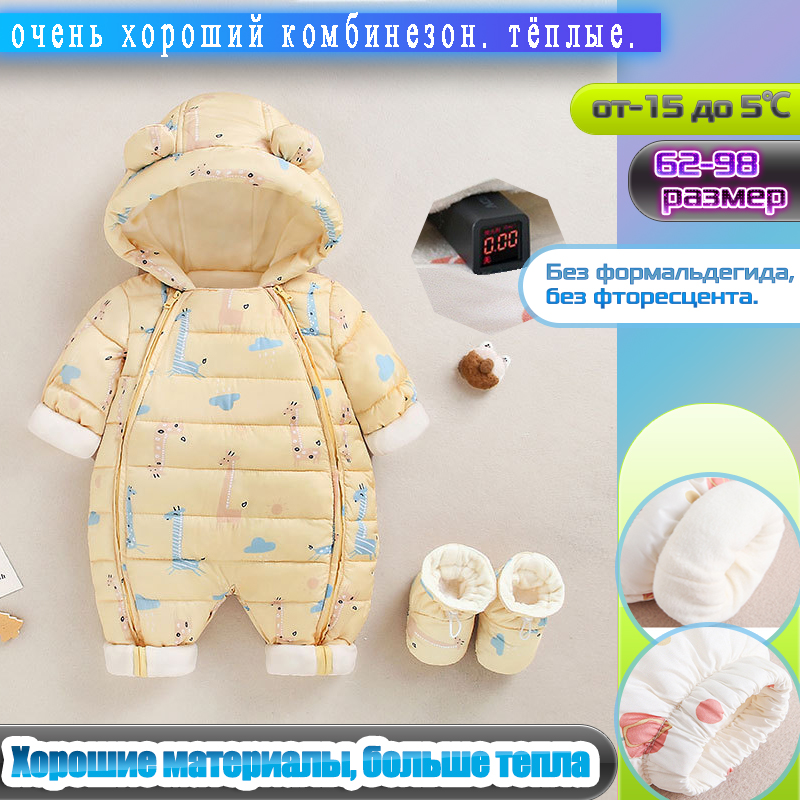 очень хороший комбинезон. тёплые.
от-15 до 5℃
62-98
размер
0.00
Без формальдегида,
без фторесцента.
Хорошие материалы, больше тепла